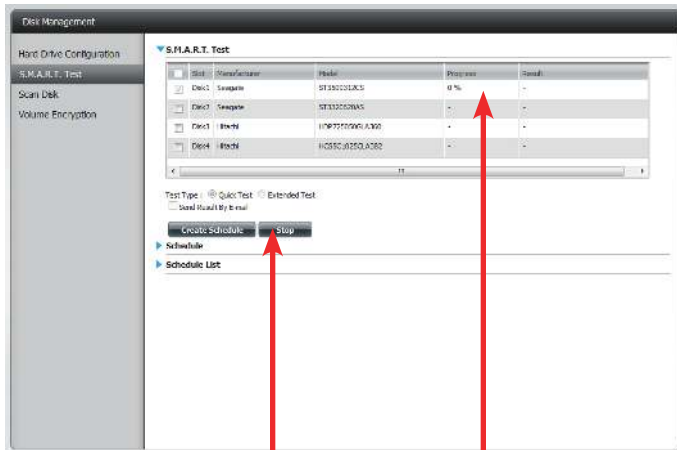 Disk Management
Hard Drive Configuration
S.M.A.R.T. Test
Scan Disk
Volume Encryption
S.M.A.R.T. Test
Slot Manufacturer Model Progress Result
Disk1 Seagate ST3500312CS 0 % -
Disk2 Seagate ST3320620AS - -
Disk3 Hitachi - -
Disk4 Hitachi - -
Test Type : Quick Test Extended Test
Send Result By E-mail
Create Schedule Stop
Schedule
Schedule List